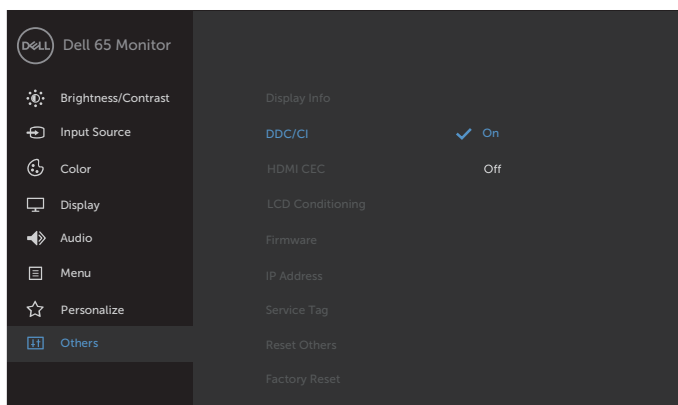 DELL Dell 65 Monitor
Brightness/Contrast Display Info
Input Source DDC/CI On
Color HDMI CEC Off
Display LCD Conditioning
Audio Firmware
Menu IP Address
Personalize Service Tag
Others Reset Others
Factory Reset